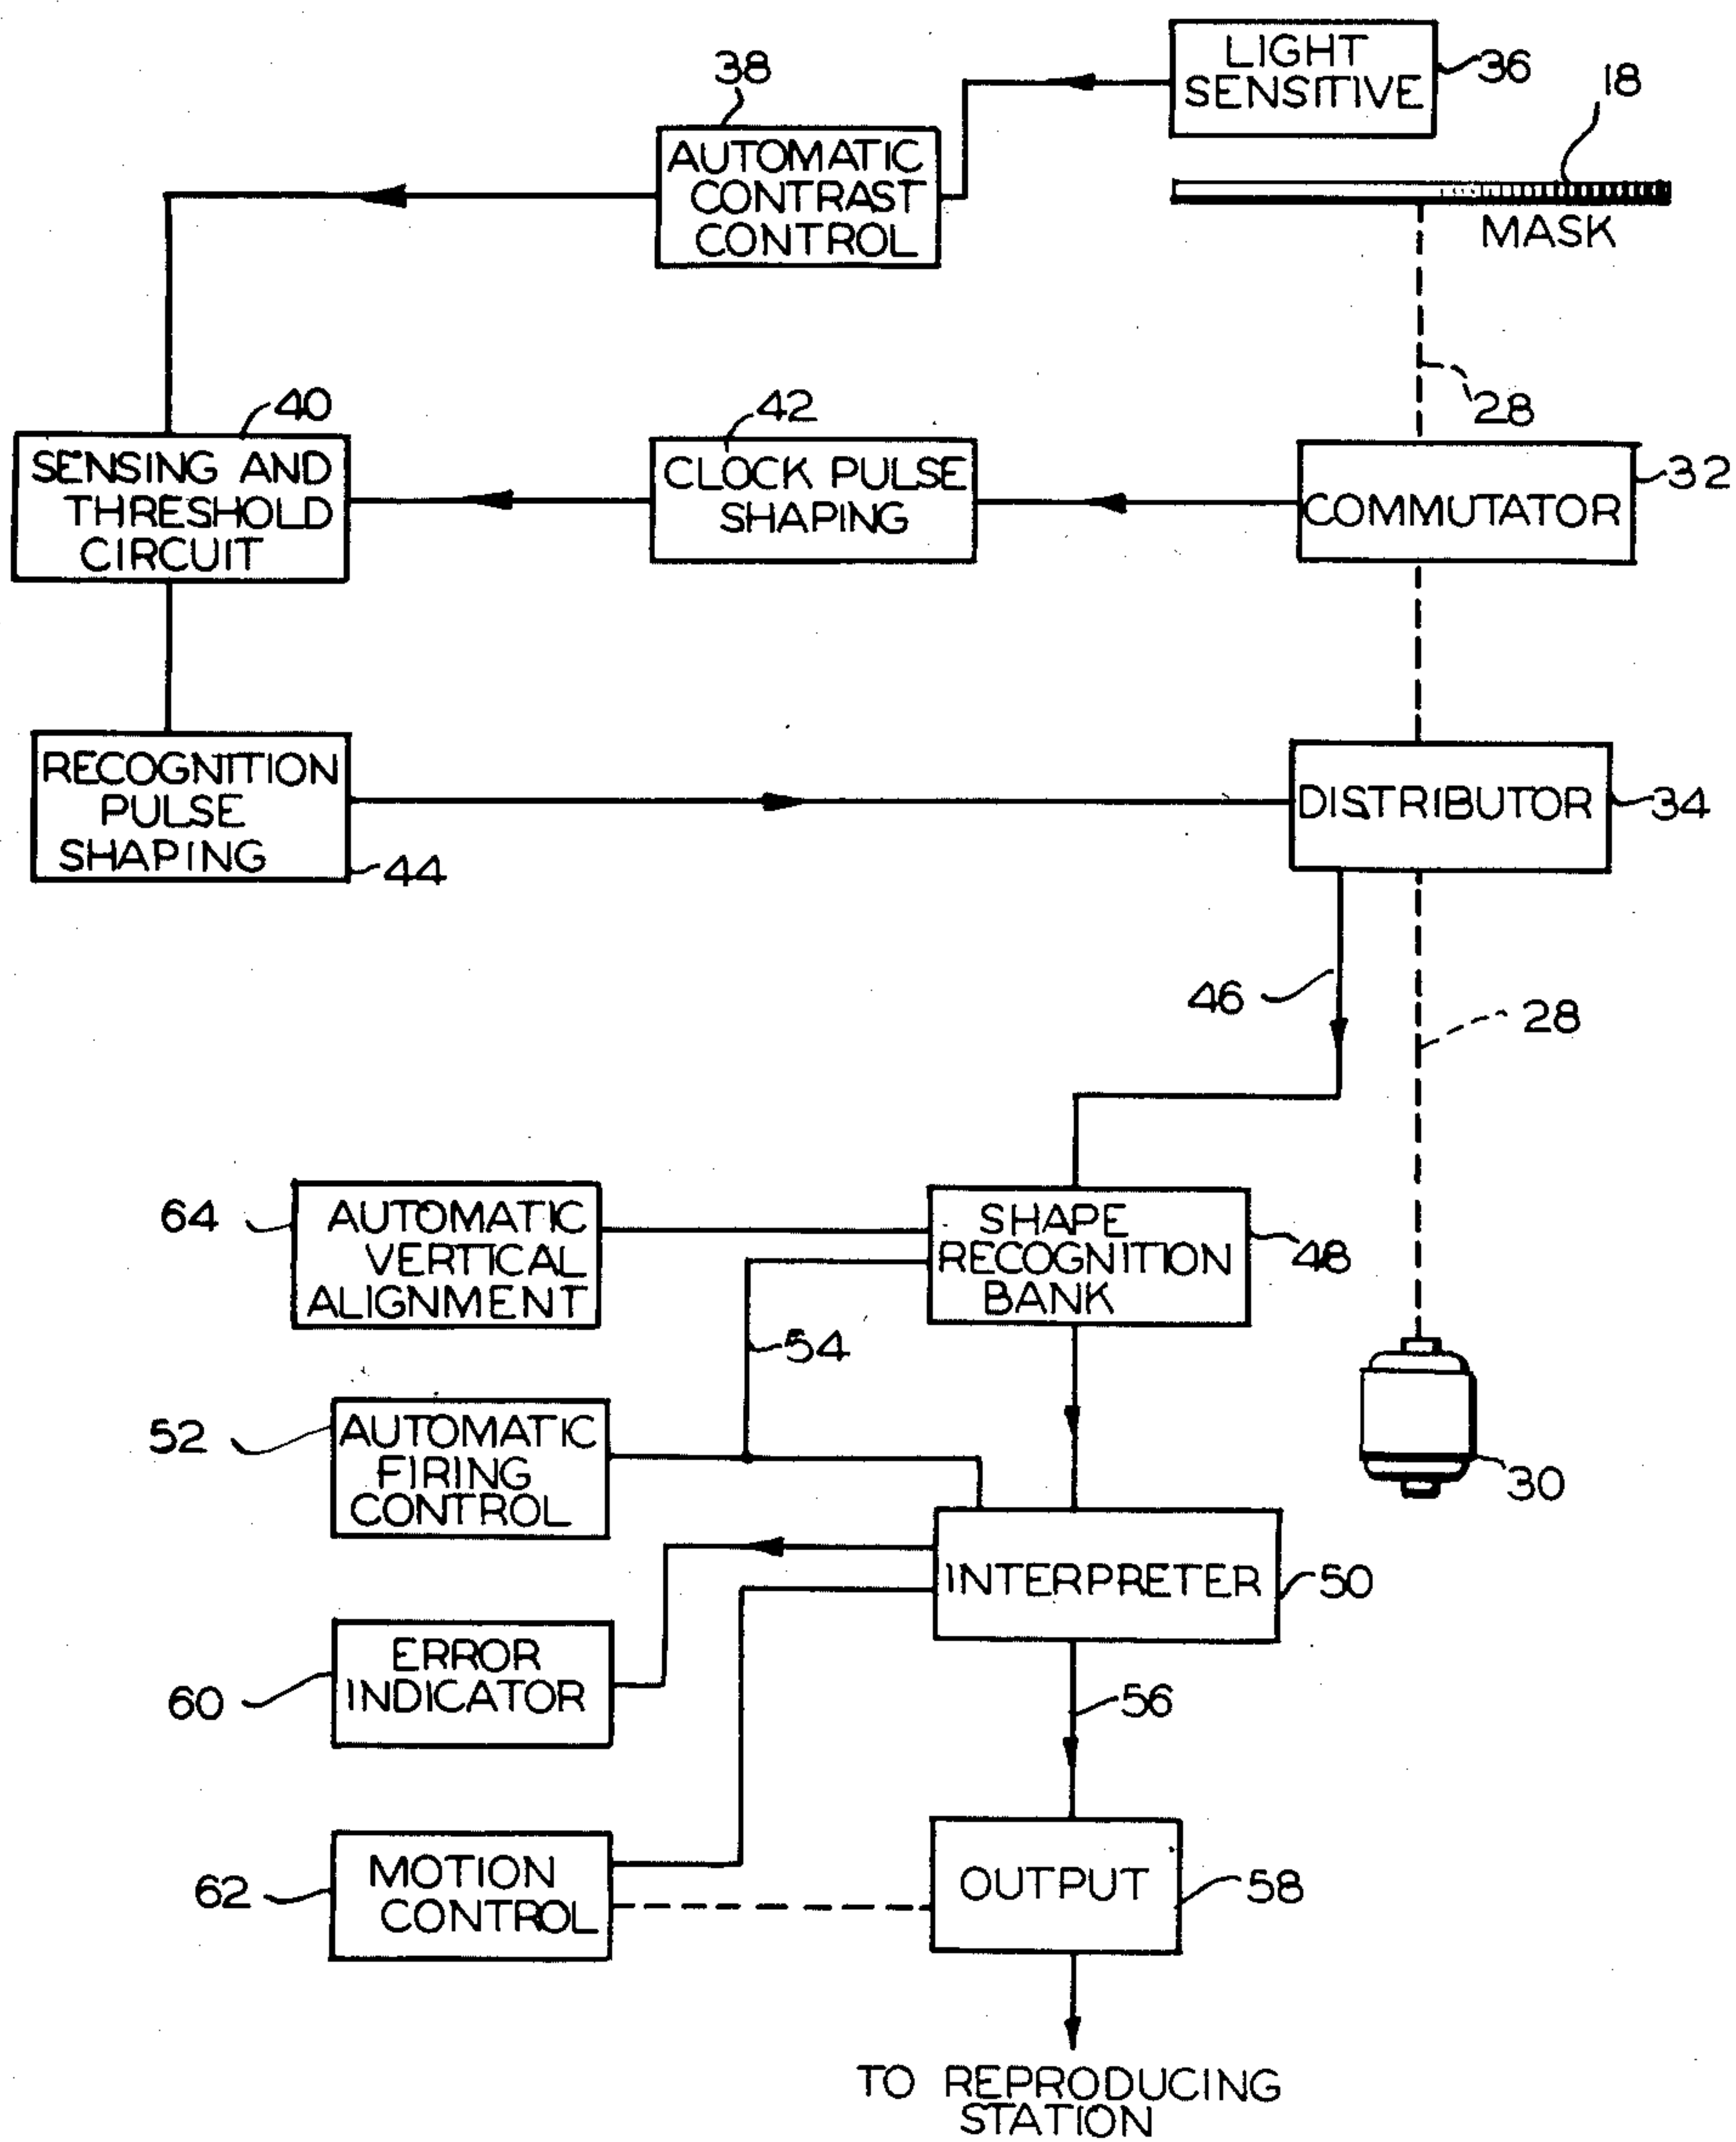 LIGHT
SENSITIVE
36
18
38
AUTOMATIC
CONTRAST
CONTROL
MASK
28
40
SENSING AND
THRESHOLD
CIRCUIT
42
CLOCK PULSE
SHAPING
COMMUTATOR
32
RECOGNITION
PULSE
SHAPING
44
DISTRIBUTOR
34
46
28
64
AUTOMATIC
VERTICAL
ALIGNMENT
SHAPE
RECOGNITION
BANK
48
54
52
AUTOMATIC
FIRING
CONTROL
30
INTERPRETER
50
60
ERROR
INDICATOR
56
62
MOTION
CONTROL
OUTPUT
58
TO REPRODUCING
STATION